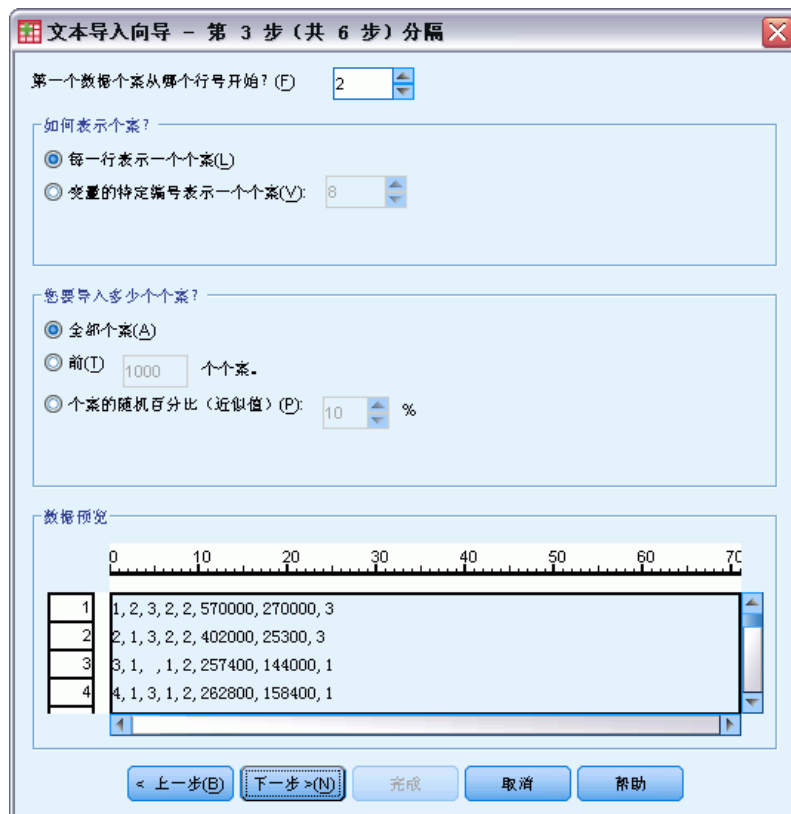 文本导入向导 - 第 3 步（共 6 步）分隔
第一个数据个案从哪个行号开始？(F) 2
如何表示个案？
每一行表示一个个案(L)
变量的特定编号表示一个个案(V): 8
您要导入多少个个案？
全部个案(A)
前(T) 1000 个个案。
个案的随机百分比（近似值）(P): 10 %
数据预览
0 10 20 30 40 50 60 70
1 1, 2, 3, 2, 2, 570000, 270000, 3
2 2, 1, 3, 2, 2, 402000, 25300, 3
3 3, 1,  , 1, 2, 257400, 144000, 1
4 4, 1, 3, 1, 2, 262800, 158400, 1
< 上一步(B) 下一步 >(N) 完成 取消 帮助